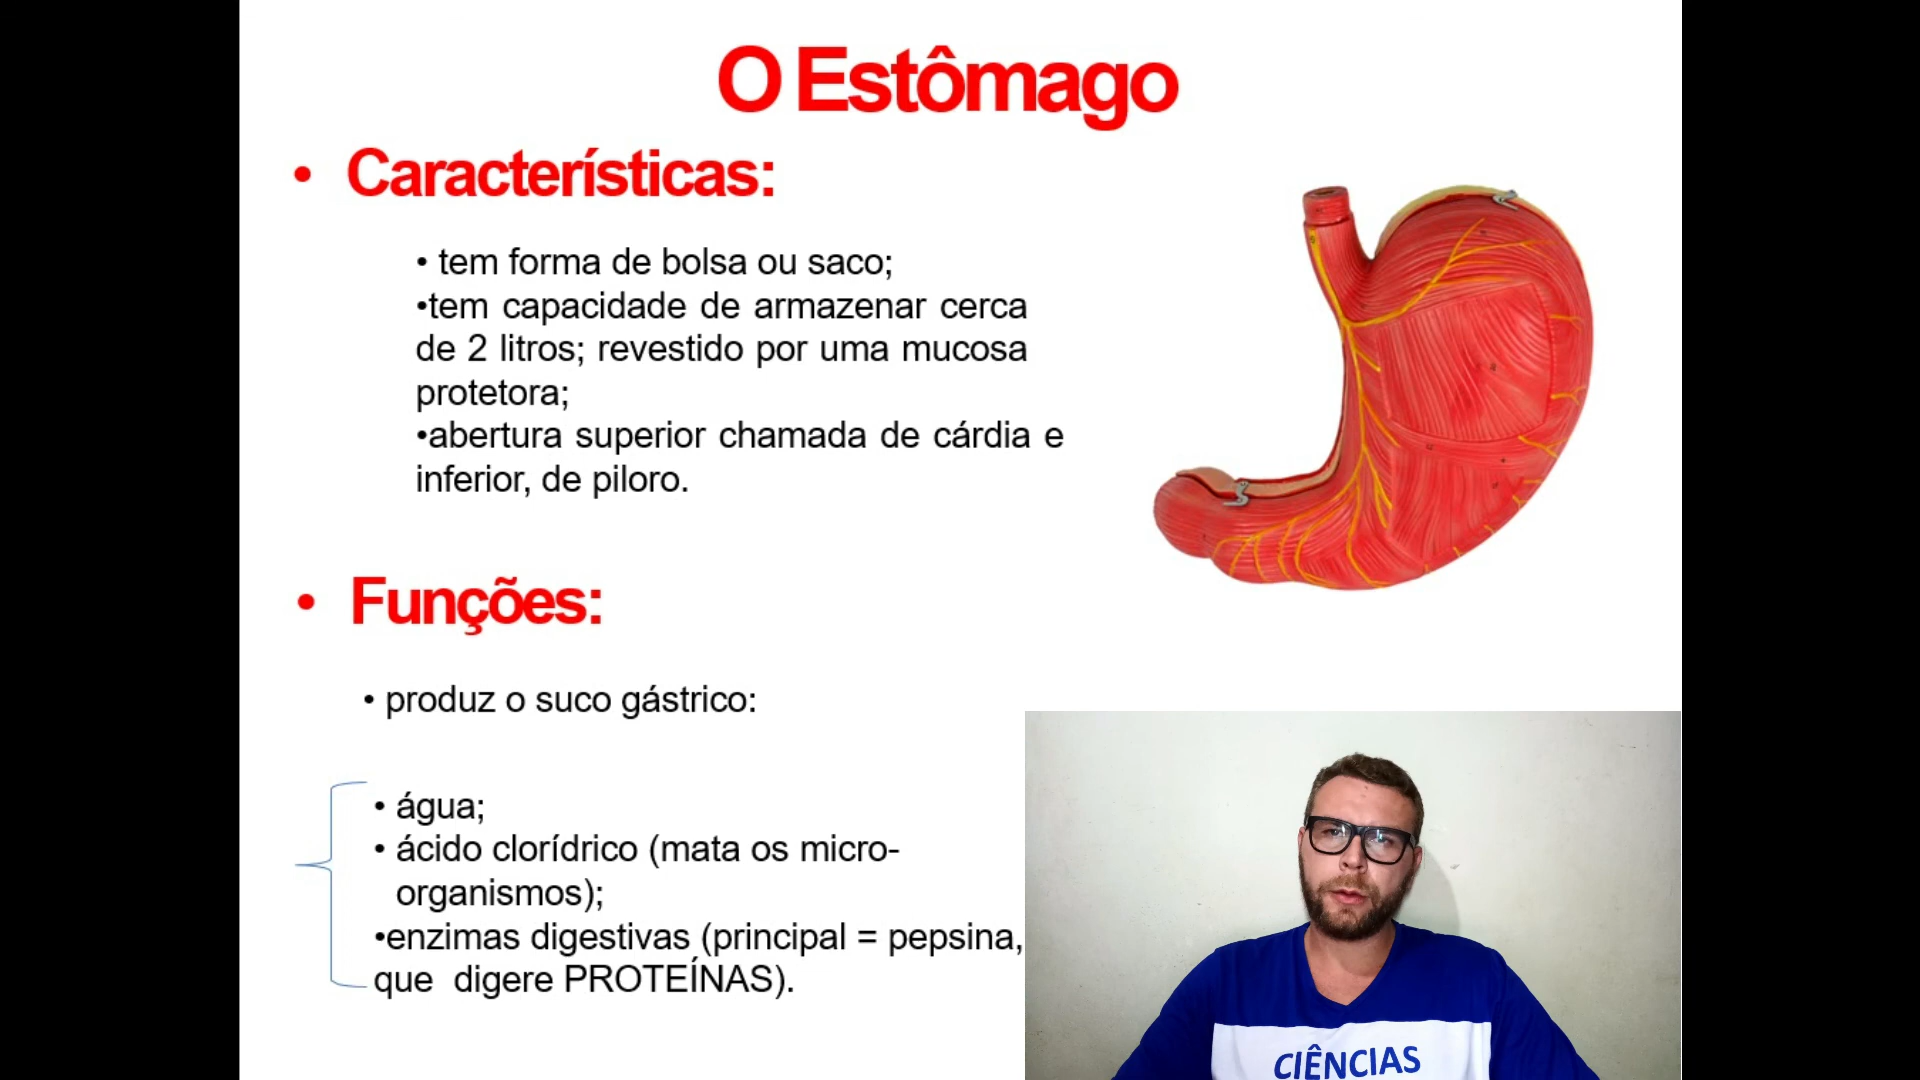 O Estômago
• Características:
• tem forma de bolsa ou saco;
•tem capacidade de armazenar cerca
de 2 litros; revestido por uma mucosa
protetora;
•abertura superior chamada de cárdia e
inferior, de piloro.
• Funções:
• produz o suco gástrico:
• água;
• ácido clorídrico (mata os micro-
organismos);
•enzimas digestivas (principal = pepsina,
que digere PROTEÍNAS).
CIÊNCIAS